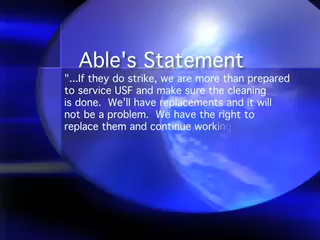 Able's Statement
"...If they do strike, we are more than prepared
to service USF and make sure the cleaning
is done.  We'll have replacements and it will
not be a problem.  We have the right to
replace them and continue working